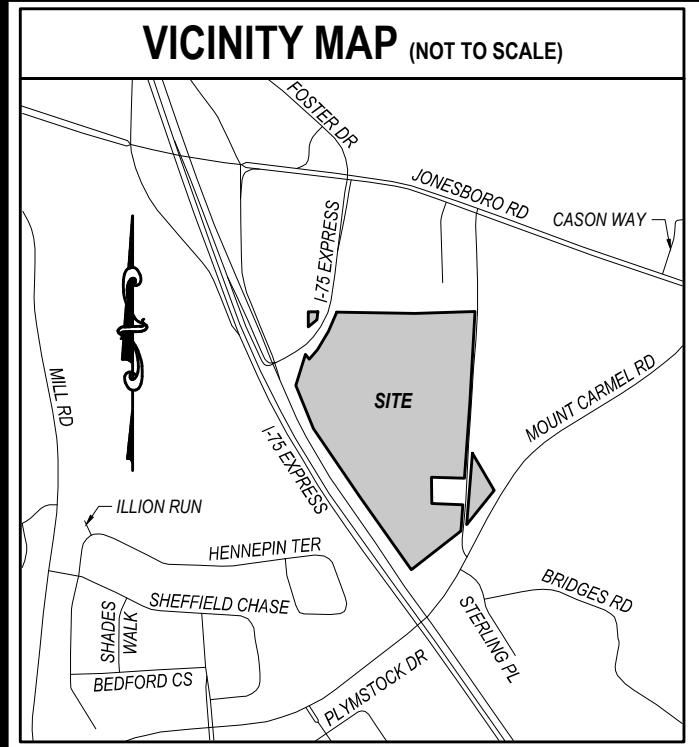 VICINITY MAP (NOT TO SCALE)
FOSTER DR
JONESBORO RD
CASON WAY
I-75 EXPRESS
MOUNT CARMEL RD
SITE
MILL RD
I-75 EXPRESS
ILLION RUN
HENNEPIN TER
SHEFFIELD CHASE
SHADES
WALK
BEDFORD CS
BRIDGES RD
STERLING PL
PLYMSTOCK DR